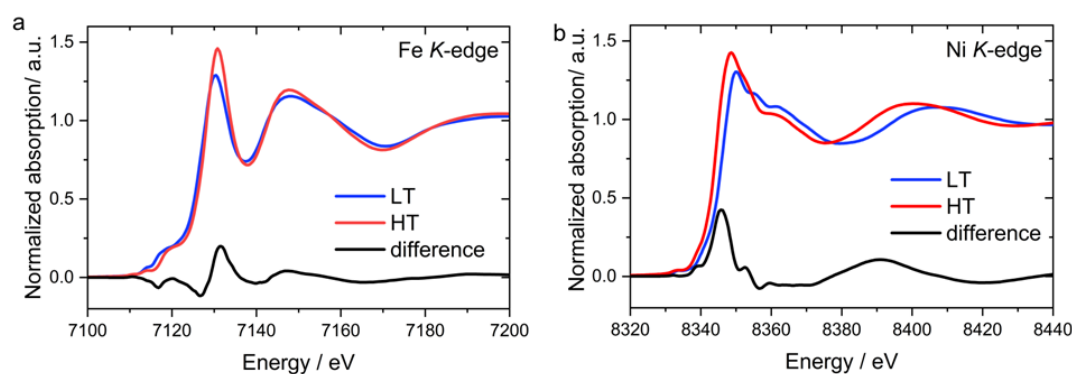 a
Fe K-edge
Normalized absorption/ a.u.
1.5
1.0
0.5
0.0
LT
HT
difference
7100 7120 7140 7160 7180 7200
Energy / eV
b
Ni K-edge
Normalized absorption/ a.u.
1.5
1.0
0.5
0.0
LT
HT
difference
8320 8340 8360 8380 8400 8420 8440
Energy / eV